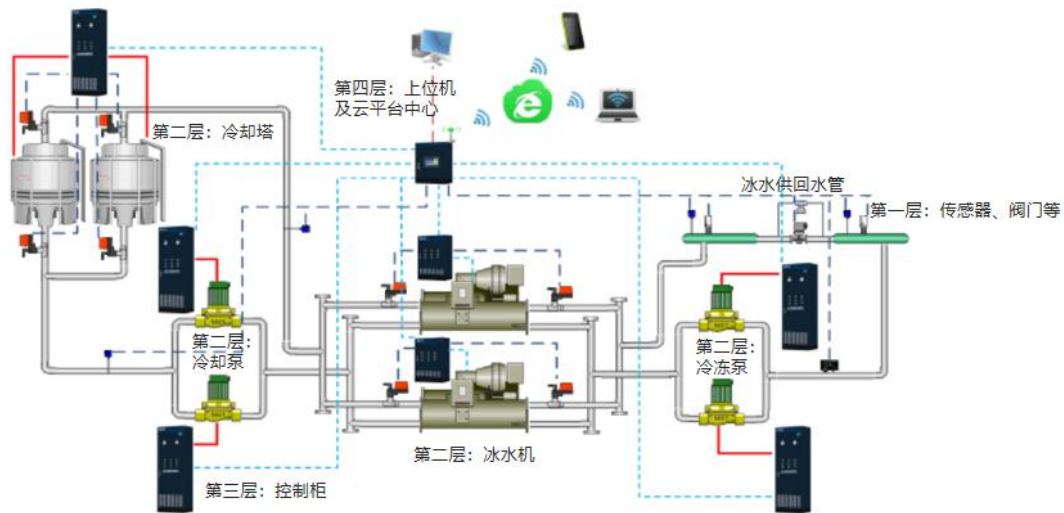 第四层：上位机
及云平台中心
第二层：冷却塔
冰水供回水管
第一层：传感器、阀门等
第二层：
冷却泵
第二层：
冷冻泵
第二层：冰水机
第三层：控制柜